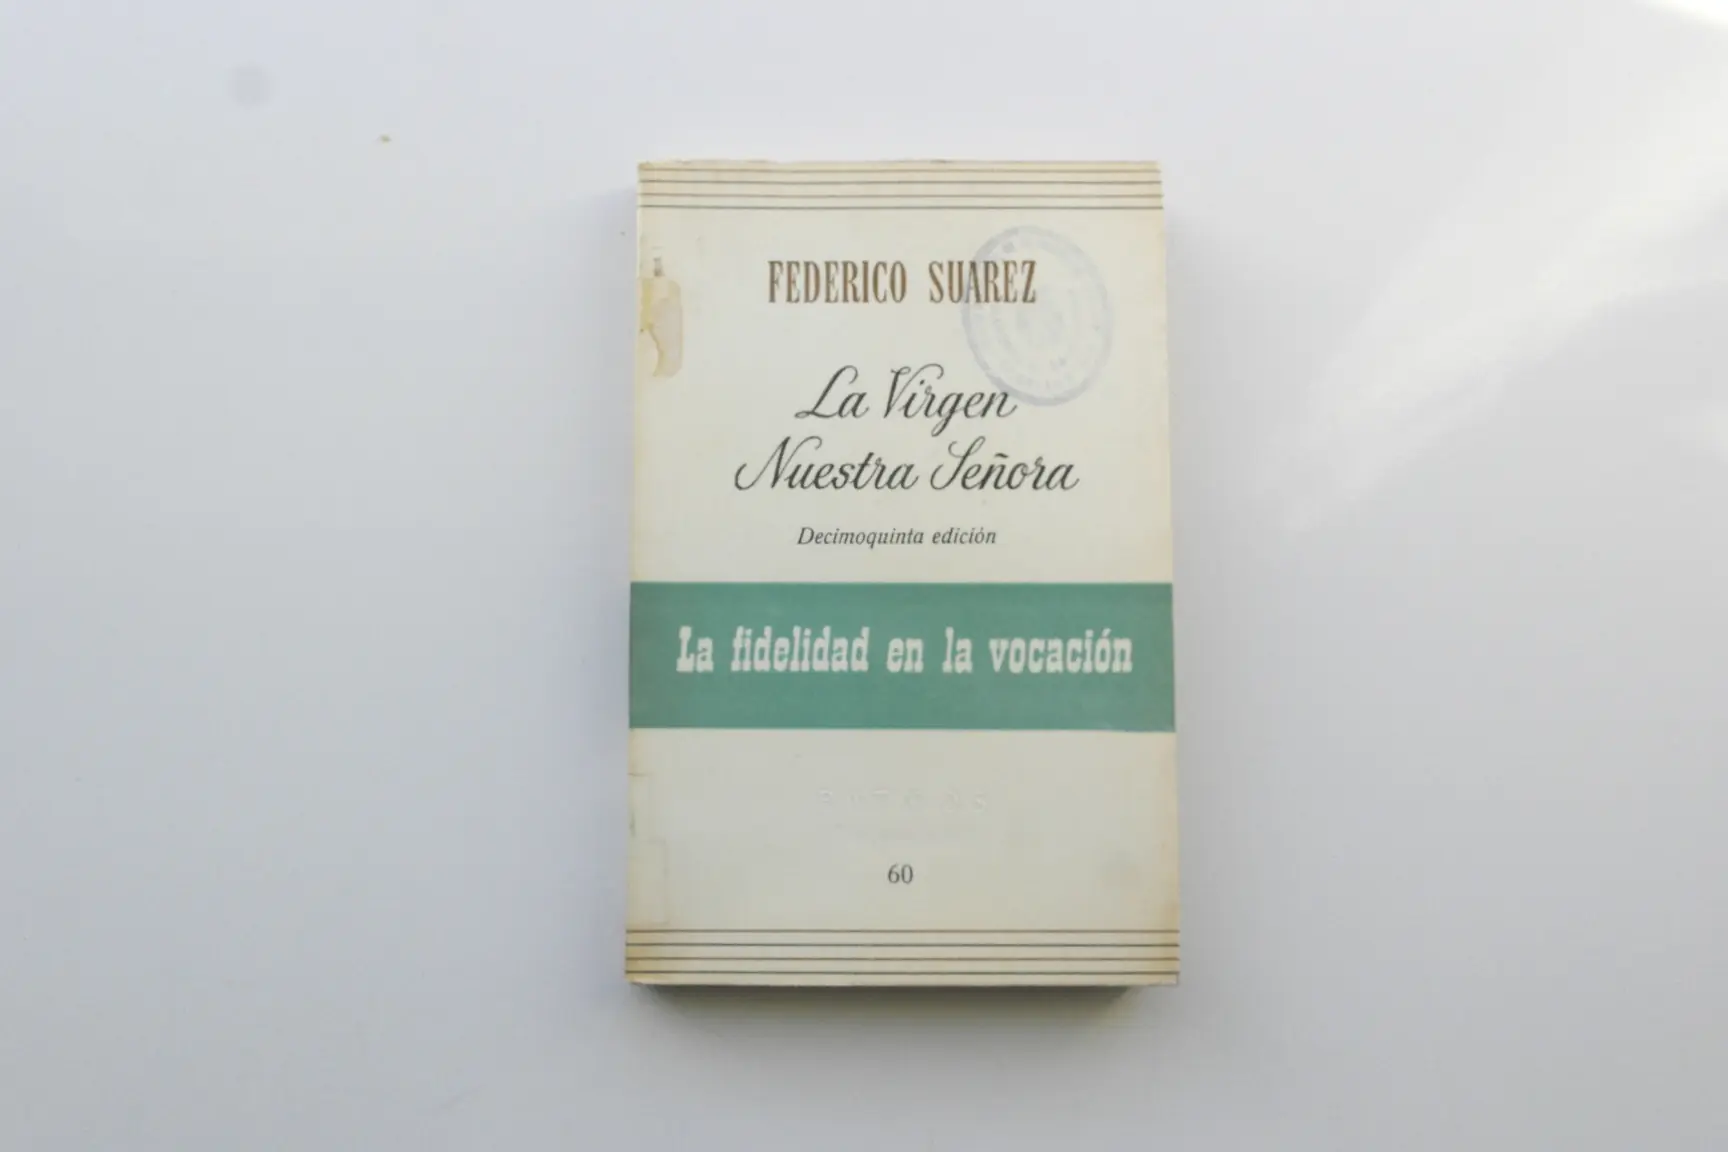 FEDERICO SUAREZ
La Virgen
Nuestra Señora
Decimoquinta edición
La fidelidad en la vocación
60